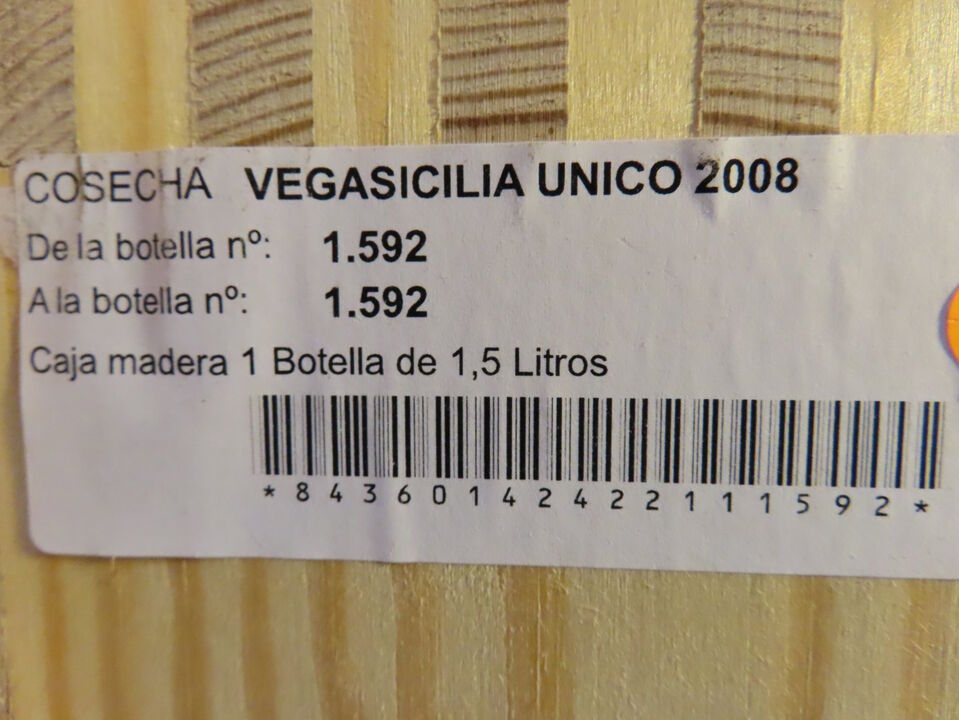 COSECHA VEGASICILIA UNICO 2008
De la botella nº: 1.592
A la botella nº: 1.592
Caja madera 1 Botella de 1,5 Litros
*84360142422111592*